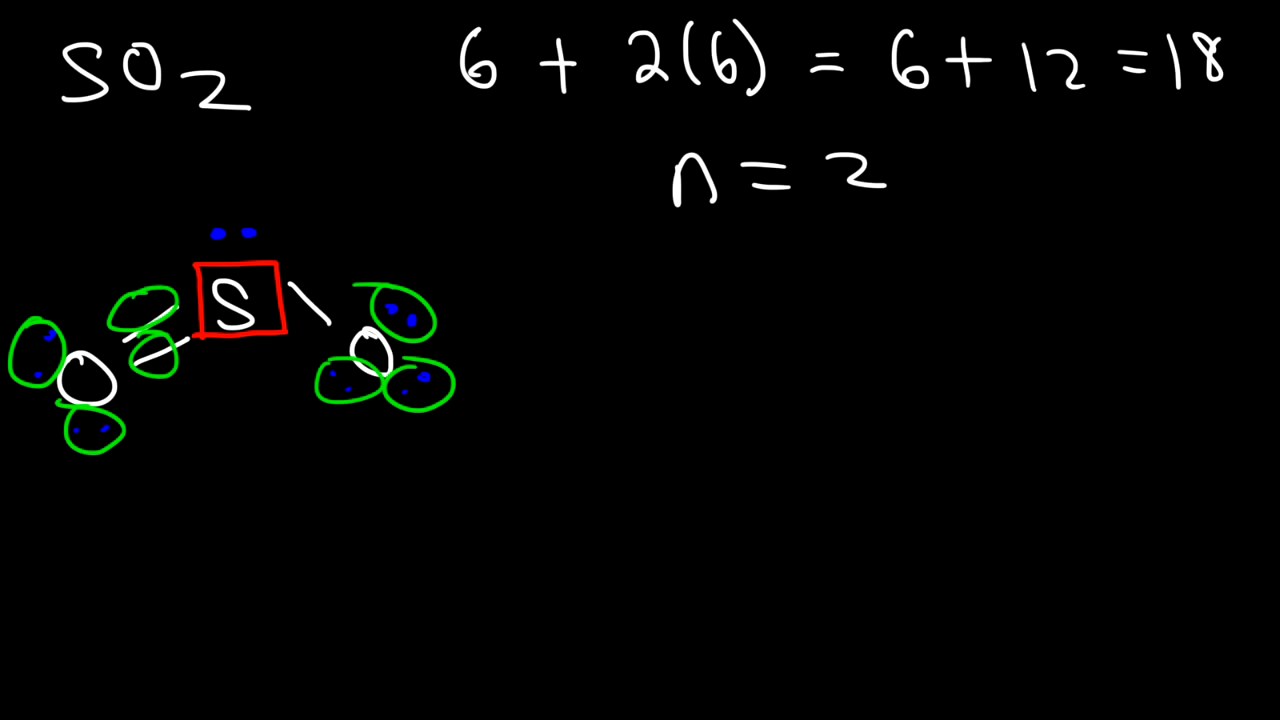 SO₂ 6 + 2(6) = 6 + 12 = 18
n = 2
S
O O